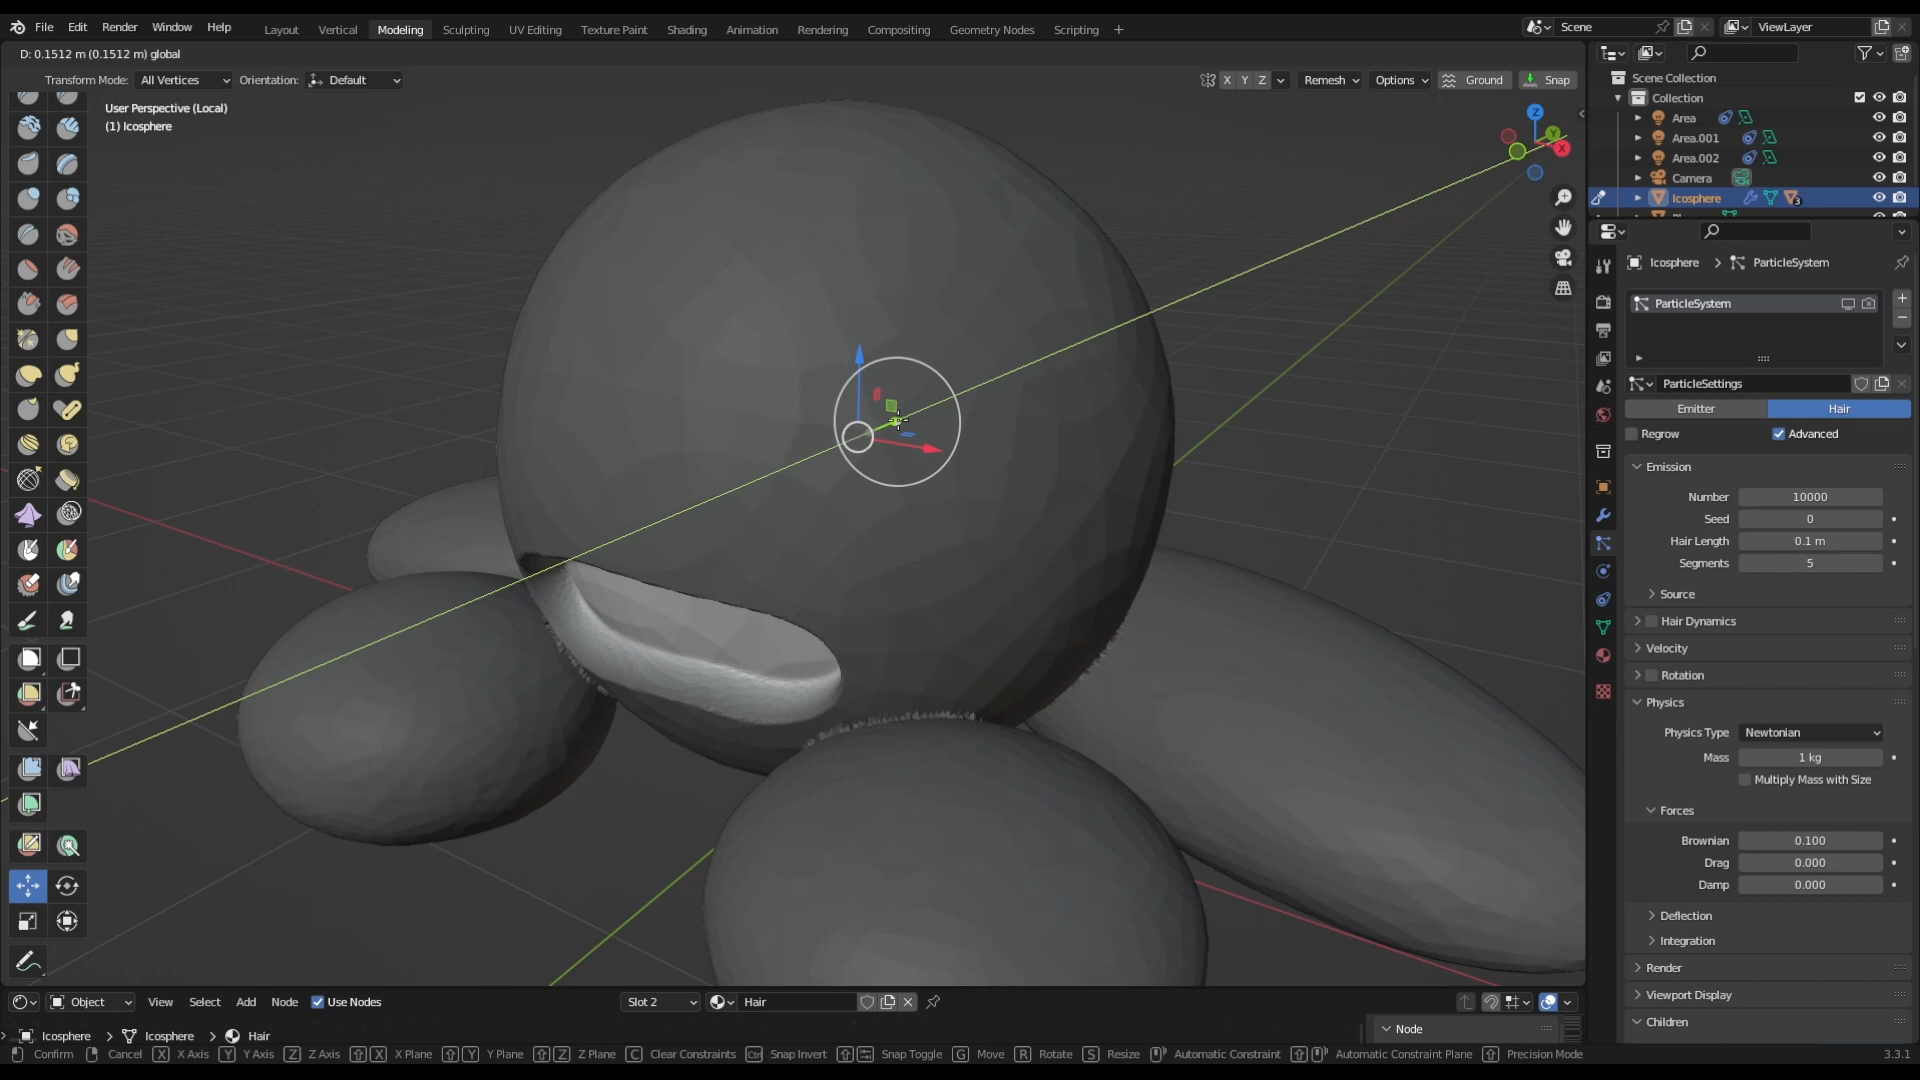 File Edit Render Window Help
Layout Vertical Modeling Sculpting UV Editing Texture Paint Shading Animation Rendering Compositing Geometry Nodes Scripting +
Scene
ViewLayer
D: 0.1512 m (0.1512 m) global
Transform Mode: All Vertices
Orientation: Default
X Y Z
Remesh
Options
Ground
Snap
User Perspective (Local)
(1) Icosphere
Z
Y
X
Scene Collection
Collection
Area
Area.001
Area.002
Camera
Icosphere
3
Icosphere > ParticleSystem
ParticleSystem
ParticleSettings
Emitter
Hair
Regrow
Advanced
Emission
Number 10000
Seed 0
Hair Length 0.1 m
Segments 5
Source
Hair Dynamics
Velocity
Rotation
Physics
Physics Type Newtonian
Mass 1 kg
Multiply Mass with Size
Forces
Brownian 0.100
Drag 0.000
Damp 0.000
Deflection
Integration
Render
Viewport Display
Children
Object View Select Add Node Use Nodes
Slot 2
Hair
Icosphere > Icosphere > Hair
Node
Confirm Cancel X X Axis Y Y Axis Z Z Axis X X Plane Y Y Plane Z Z Plane C Clear Constraints Ctrl Snap Invert Snap Toggle G Move R Rotate S Resize Automatic Constraint Automatic Constraint Plane Precision Mode
3.3.1